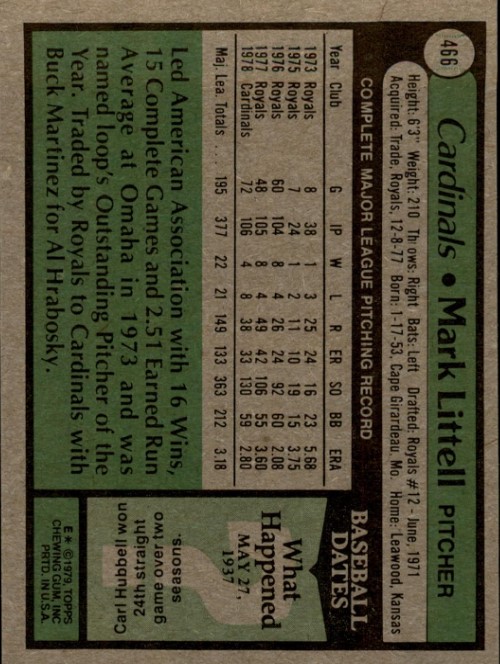 466
Cardinals • Mark Littell PITCHER
Height: 6'3" Weight: 210 Throws: Right Bats: Left Drafted: Royals #12 - June, 1971
Acquired: Trade, Royals, 12-8-77 Born: 1-17-53, Cape Girardeau, Mo Home: Leawood, Kansas
COMPLETE MAJOR LEAGUE PITCHING RECORD
Year Club G IP W L R ER SO BB ERA
1973 Royals 8 38 1 3 25 24 16 23 5.68
1975 Royals 7 24 1 2 11 10 19 15 3.75
1976 Royals 60 104 8 4 26 24 92 60 2.08
1977 Royals 48 105 8 4 49 42 106 55 3.60
1978 Cardinals 72 106 4 8 38 33 130 59 2.80
Maj. Lea. Totals . . . 195 377 22 21 149 133 363 212 3.18
Led American Association with 16 Wins,
15 Complete Games and 2.51 Earned Run
Average at Omaha in 1973 and was
named loop's Outstanding Pitcher of the
Year. Traded by Royals to Cardinals with
Buck Martinez for Al Hrabosky.
BASEBALL
DATES
What
Happened
MAY 27,
1937
?
Carl Hubbell won
24th straight
game over two
seasons.
E * © 1979, TOPPS
CHEWING GUM, INC
PRTD. IN U.S.A.